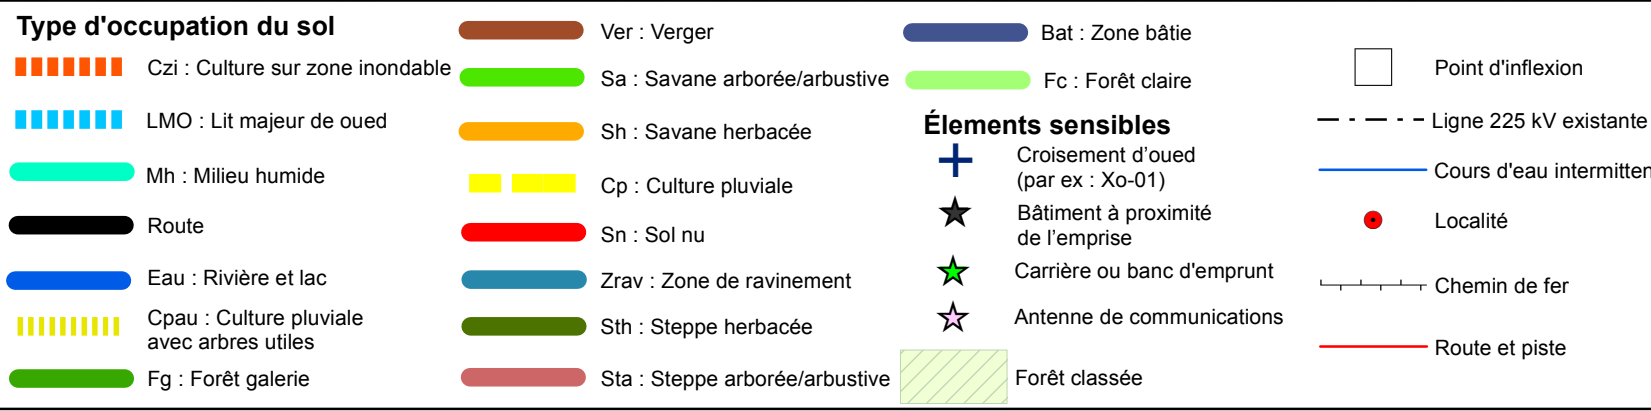 Type d'occupation du sol
Czi : Culture sur zone inondable
LMO : Lit majeur de oued
Mh : Milieu humide
Route
Eau : Rivière et lac
Cpau : Culture pluviale
avec arbres utiles
Fg : Forêt galerie
Ver : Verger
Sa : Savane arborée/arbustive
Sh : Savane herbacée
Cp : Culture pluviale
Sn : Sol nu
Zrav : Zone de ravinement
Sth : Steppe herbacée
Sta : Steppe arborée/arbustive
Bat : Zone bâtie
Fc : Forêt claire
Élements sensibles
Croisement d’oued
(par ex : Xo-01)
Bâtiment à proximité
de l’emprise
Carrière ou banc d'emprunt
Antenne de communications
Forêt classée
Point d'inflexion
Ligne 225 kV existante
Cours d'eau intermitten
Localité
Chemin de fer
Route et piste